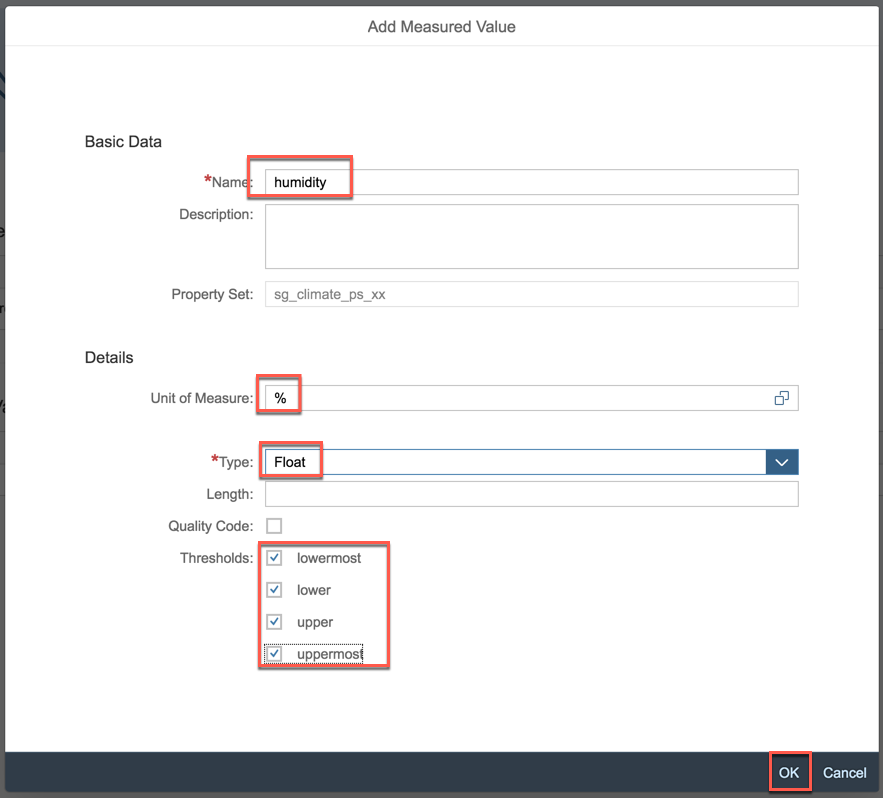 Add Measured Value
Basic Data
*Name: humidity
Description:
Property Set: sg_climate_ps_xx
Details
Unit of Measure: %
*Type: Float
Length:
Quality Code:
Thresholds: lowermost
lower
upper
uppermost
OK Cancel